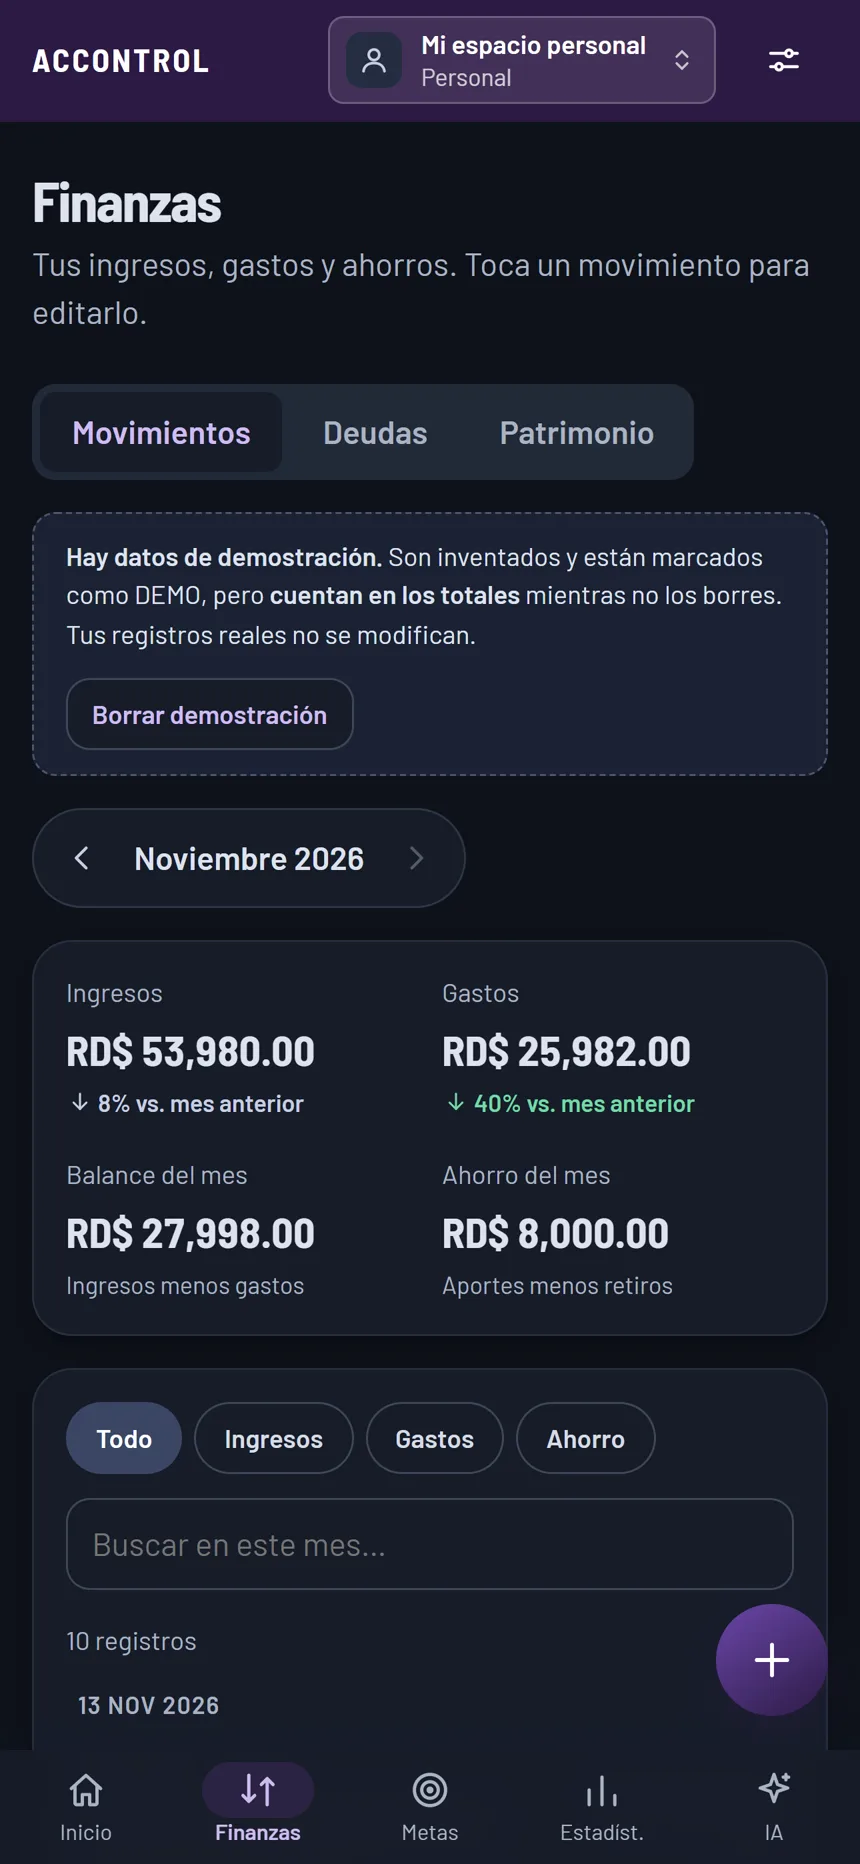 ACCONTROL
Mi espacio personal
Personal
Finanzas
Tus ingresos, gastos y ahorros. Toca un movimiento para
editarlo.
Movimientos
Deudas
Patrimonio
Hay datos de demostración. Son inventados y están marcados
como DEMO, pero cuentan en los totales mientras no los borres.
Tus registros reales no se modifican.
Borrar demostración
Noviembre 2026
Ingresos
RD$ 53,980.00
↓ 8% vs. mes anterior
Gastos
RD$ 25,982.00
↓ 40% vs. mes anterior
Balance del mes
RD$ 27,998.00
Ingresos menos gastos
Ahorro del mes
RD$ 8,000.00
Aportes menos retiros
Todo
Ingresos
Gastos
Ahorro
Buscar en este mes...
10 registros
13 NOV 2026
Inicio
Finanzas
Metas
Estadíst.
IA